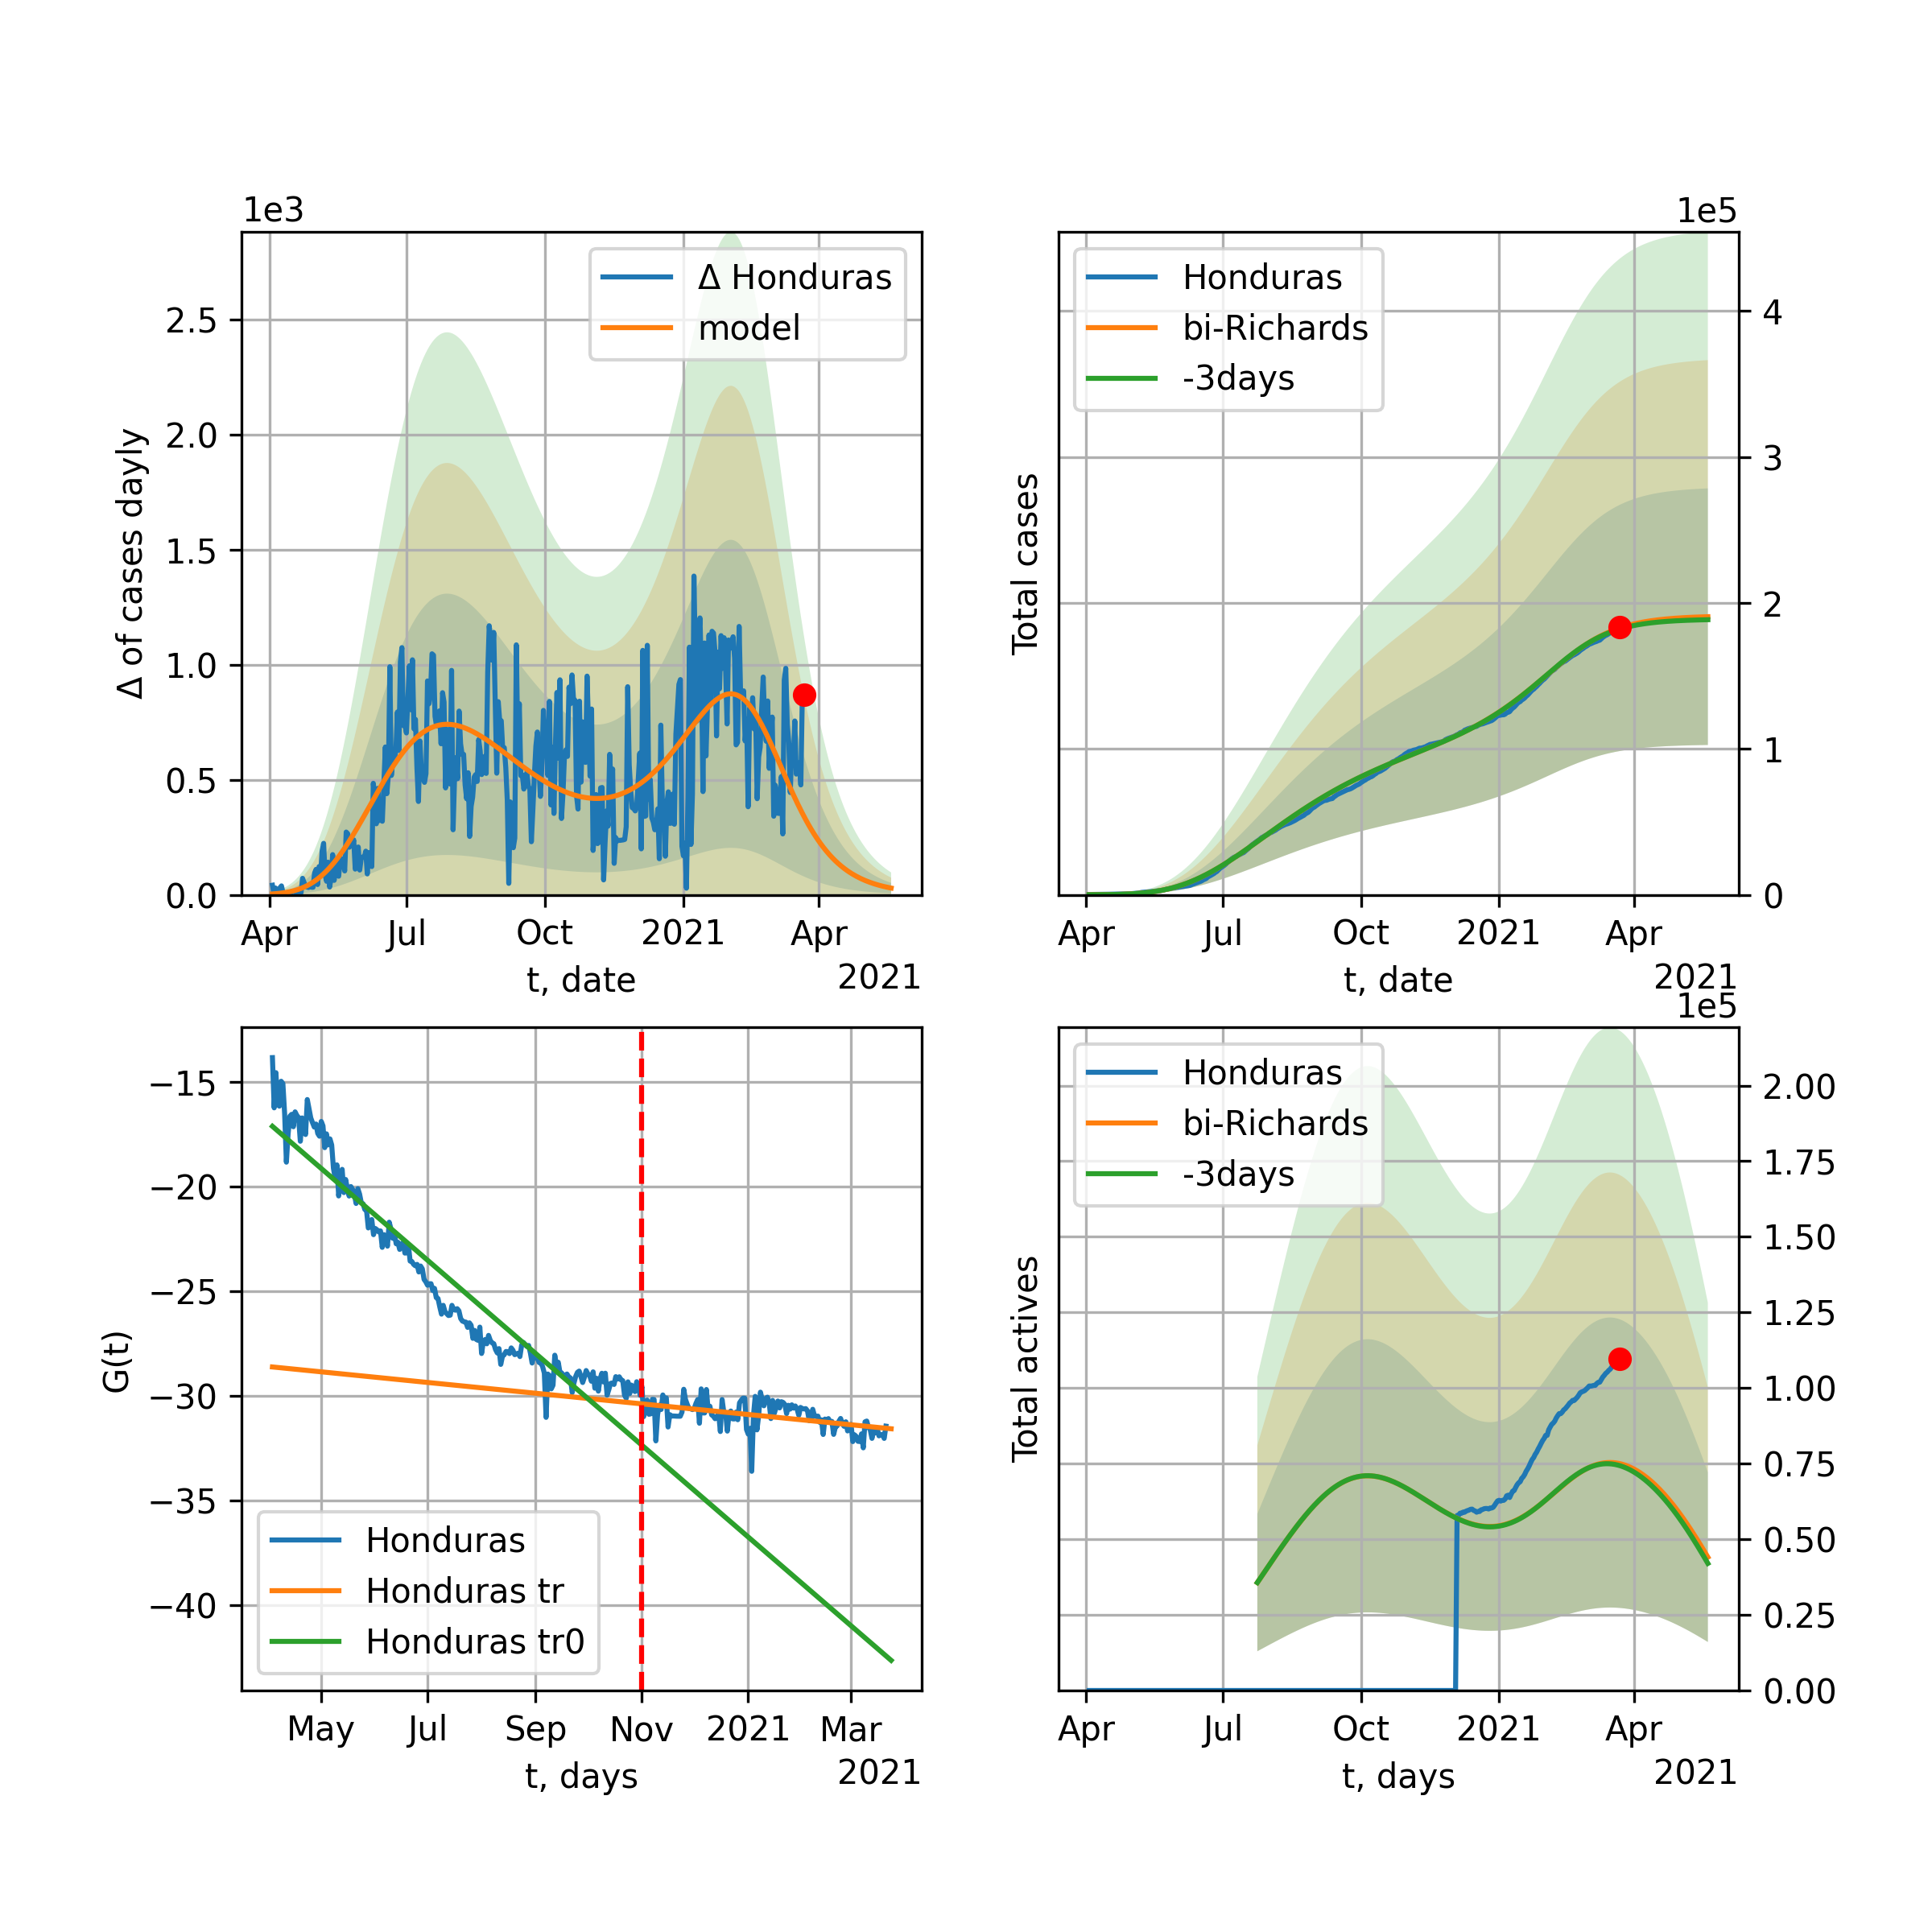 1e3
Δ of cases dayly
2.5
2.0
1.5
1.0
0.5
0.0
Δ Honduras
model
Apr Jul Oct 2021 Apr
t, date
2021
1e5
Total cases
Honduras
bi-Richards
-3days
4
3
2
1
0
Apr Jul Oct 2021 Apr
t, date
2021
G(t)
−15
−20
−25
−30
−35
−40
Honduras
Honduras tr
Honduras tr0
May Jul Sep Nov 2021 Mar
t, days
2021
1e5
Total actives
Honduras
bi-Richards
-3days
2.00
1.75
1.50
1.25
1.00
0.75
0.50
0.25
0.00
Apr Jul Oct 2021 Apr
t, days
2021